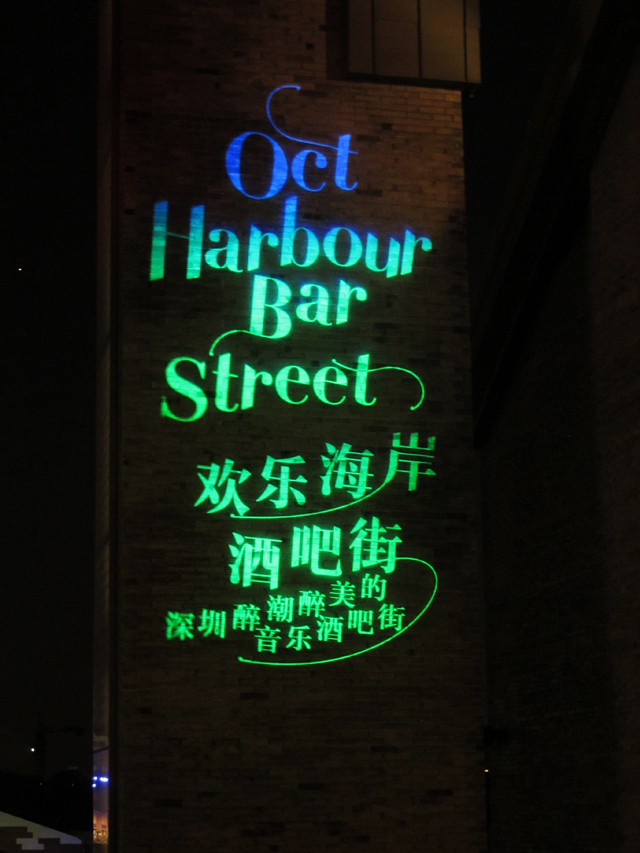 Oct
Harbour
Bar
Street
欢乐海岸
酒吧街
深圳醉潮醉美的
音乐酒吧街